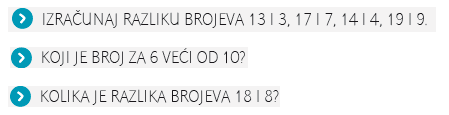 IZRAČUNAJ RAZLIKU BROJEVA 13 I 3, 17 I 7, 14 I 4, 19 I 9.
KOJI JE BROJ ZA 6 VEĆI OD 10?
KOLIKA JE RAZLIKA BROJEVA 18 I 8?